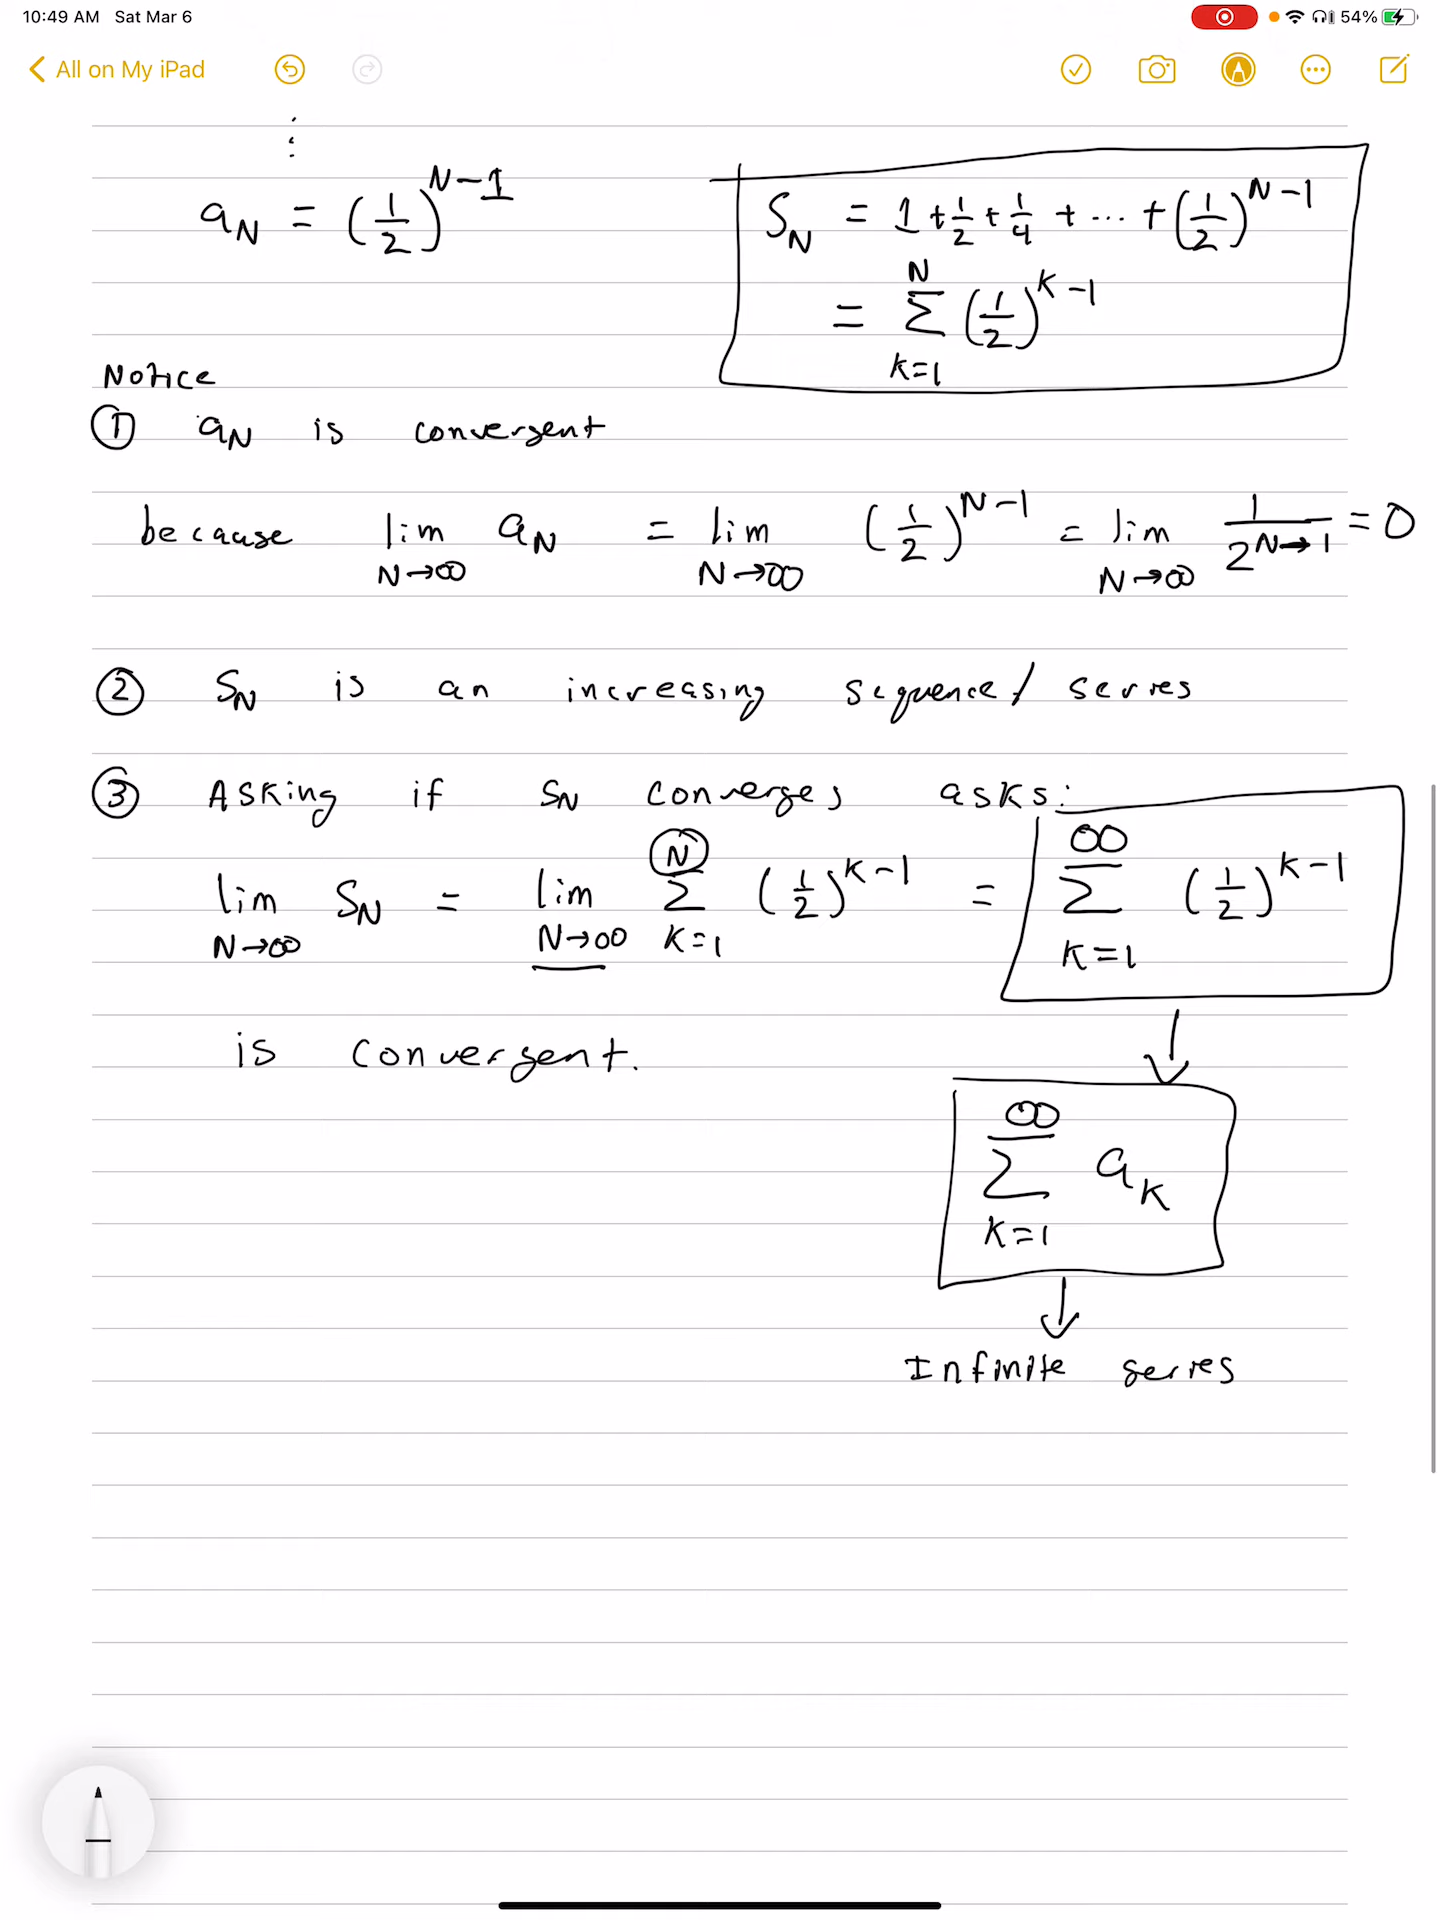 10:49 AM Sat Mar 6 54%
All on My iPad
⋮
a_N = (1/2)^{N-1}
S_N = 1 + 1/2 + 1/4 + ... + (1/2)^{N-1}
= Σ_{k=1}^{N} (1/2)^{k-1}
Notice
① a_N is convergent
because lim_{N→∞} a_N = lim_{N→∞} (1/2)^{N-1} = lim_{N→∞} 1/2^{N→1} = 0
② S_N is an increasing sequence / series
③ Asking if S_N converges asks:
lim_{N→∞} S_N = lim_{N→∞} Σ_{k=1}^{N} (1/2)^{k-1} = Σ_{k=1}^{∞} (1/2)^{k-1}
is convergent.
↓
Σ_{k=1}^{∞} a_k
↓
Infinite series